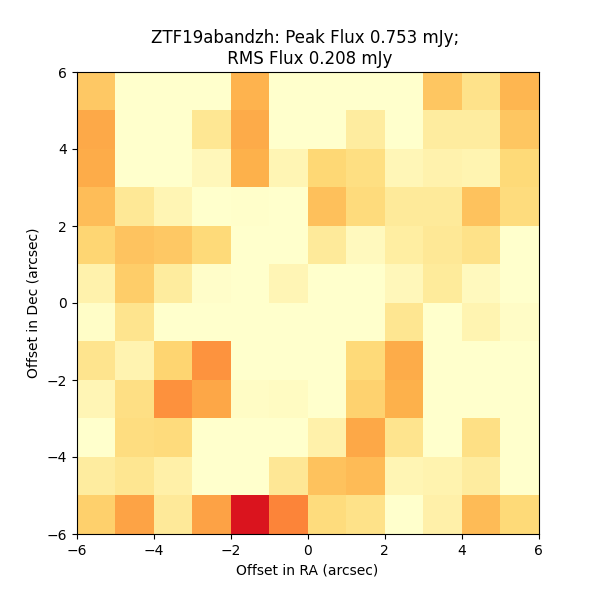 ZTF19abandzh: Peak Flux 0.753 mJy;
RMS Flux 0.208 mJy
6
4
2
0
−2
−4
−6
Offset in Dec (arcsec)
−6 −4 −2 0 2 4 6
Offset in RA (arcsec)